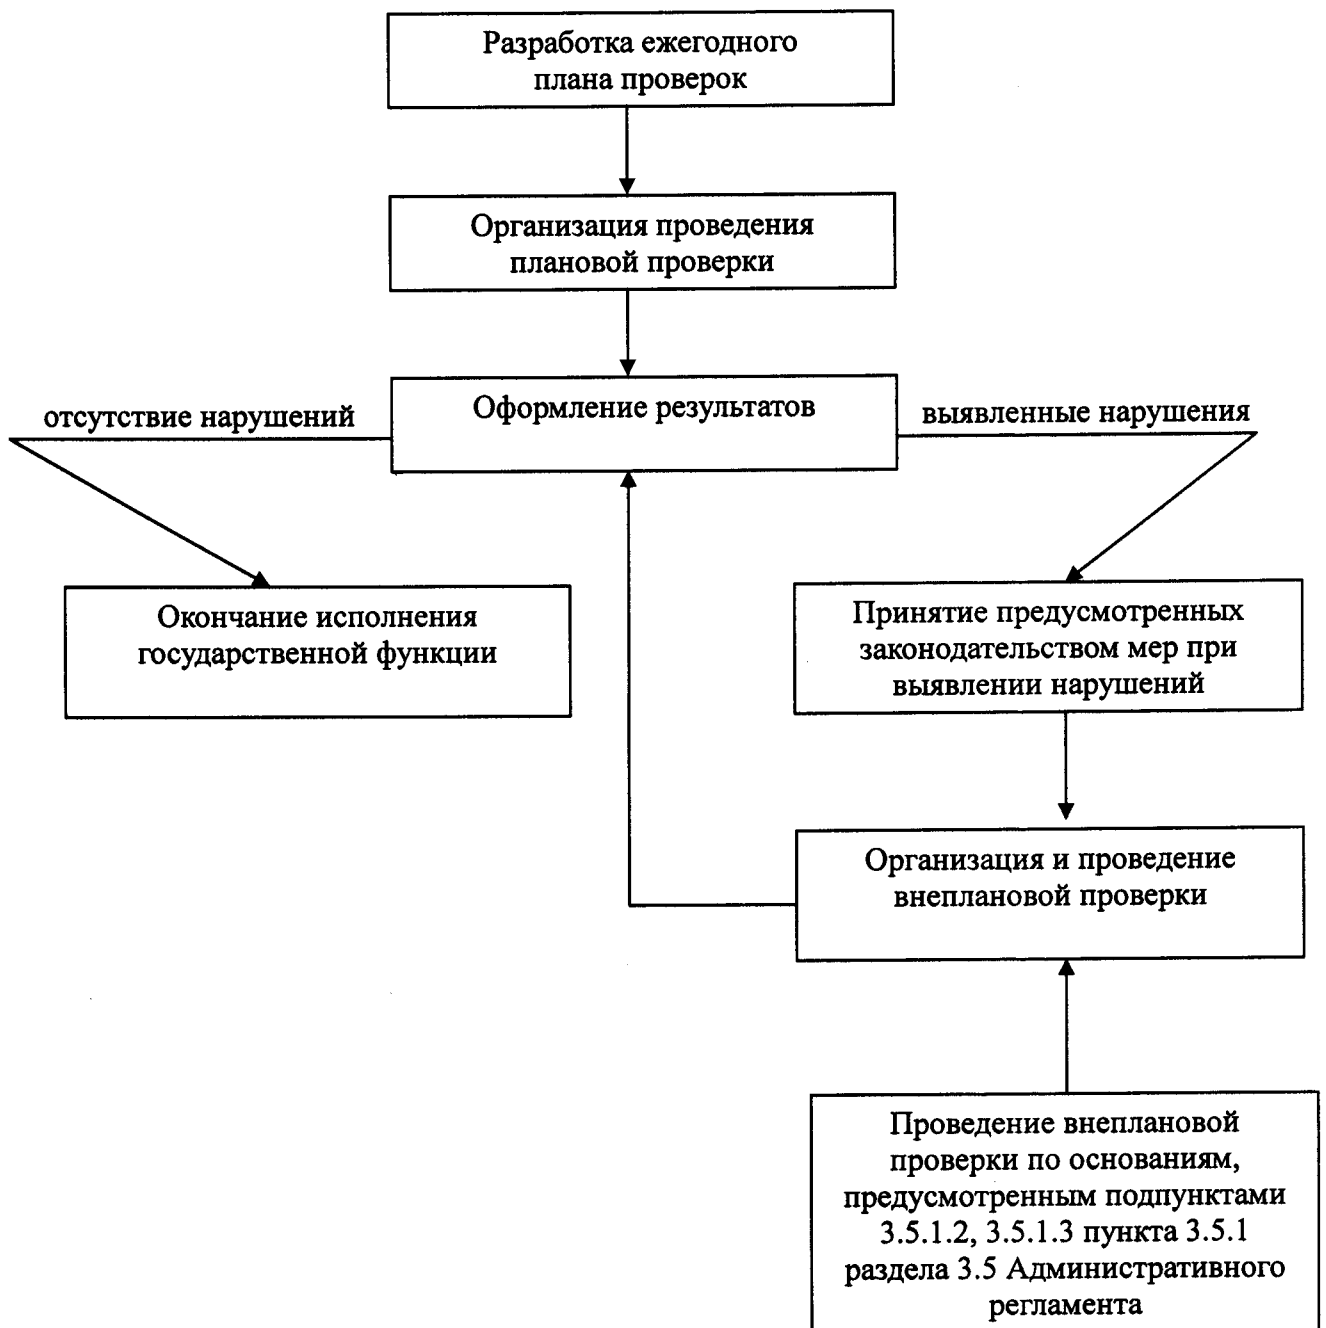 Разработка ежегодного
плана проверок
Организация проведения
плановой проверки
отсутствие нарушений
Оформление результатов
выявленные нарушения
Окончание исполнения
государственной функции
Принятие предусмотренных
законодательством мер при
выявлении нарушений
Организация и проведение
внеплановой проверки
Проведение внеплановой
проверки по основаниям,
предусмотренным подпунктами
3.5.1.2, 3.5.1.3 пункта 3.5.1
раздела 3.5 Административного
регламента